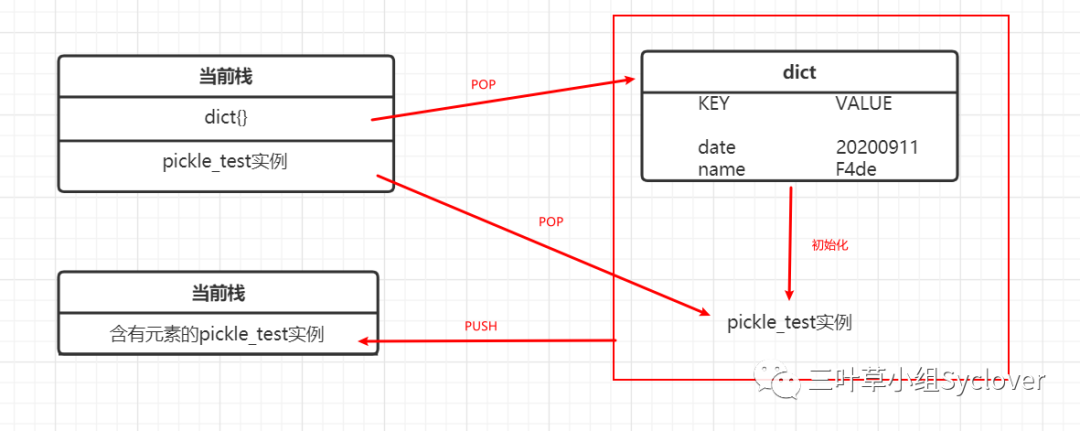 当前栈
dict{}
pickle_test实例
POP
POP
dict
KEY VALUE
date 20200911
name F4de
初始化
pickle_test实例
当前栈
含有元素的pickle_test实例
PUSH
三叶草小组Syclover